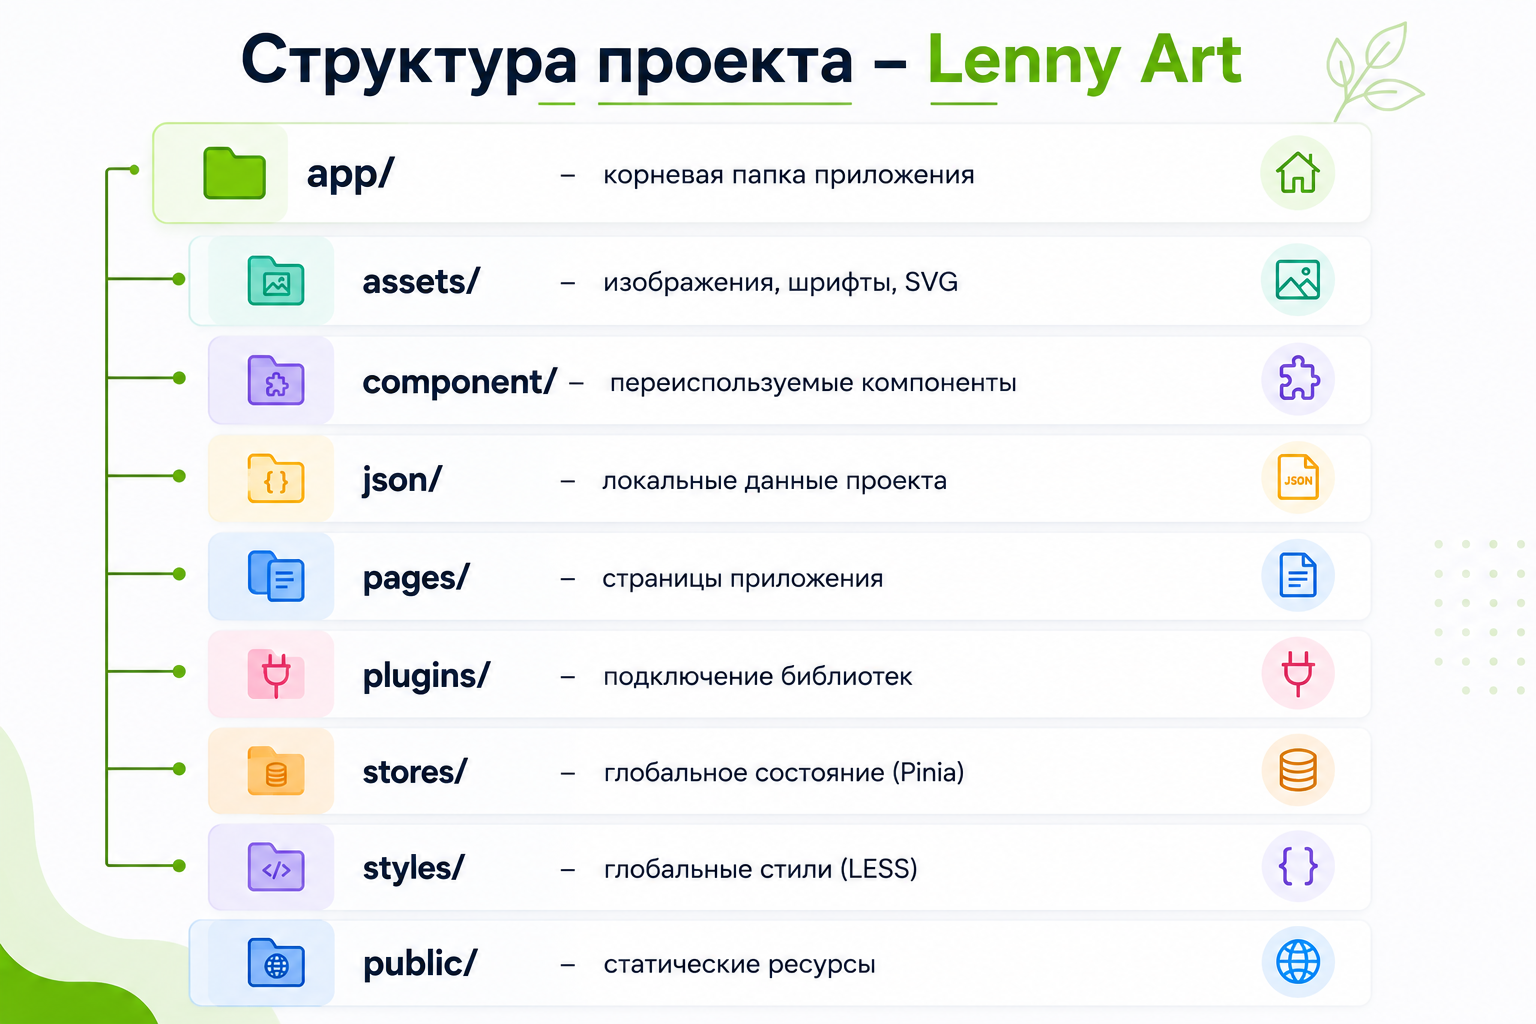 Структура проекта – Lenny Art
app/ – корневая папка приложения
assets/ – изображения, шрифты, SVG
component/ – переиспользуемые компоненты
{ } json/ – локальные данные проекта JSON
pages/ – страницы приложения
plugins/ – подключение библиотек
stores/ – глобальное состояние (Pinia)
</> styles/ – глобальные стили (LESS) { }
public/ – статические ресурсы